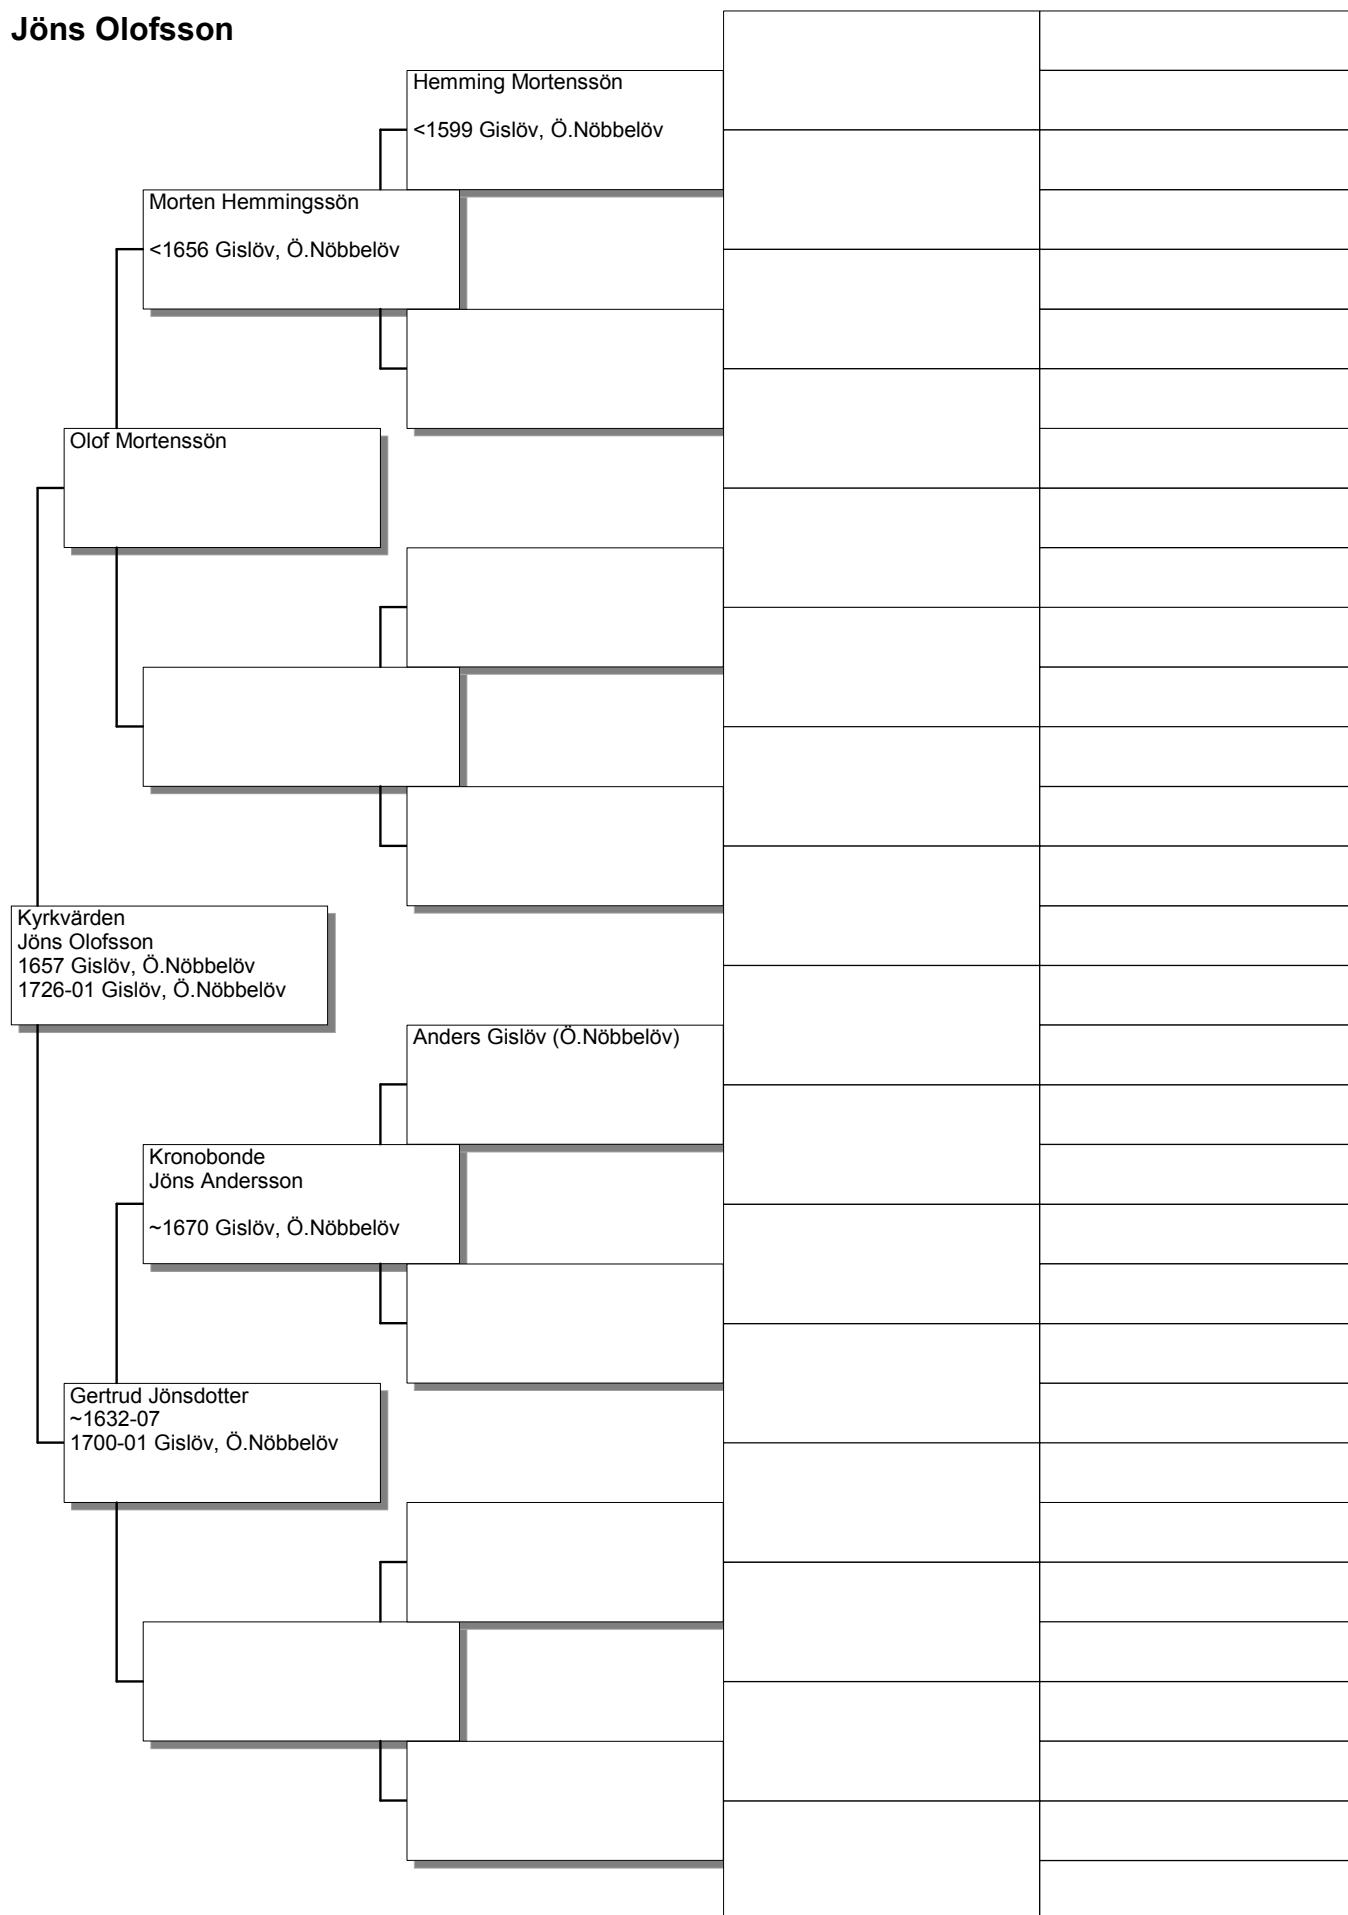 Jöns Olofsson
Hemming Mortenssön
<1599 Gislöv, Ö.Nöbbelöv
Morten Hemmingssön
<1656 Gislöv, Ö.Nöbbelöv
Olof Mortenssön
Kyrkvärden
Jöns Olofsson
1657 Gislöv, Ö.Nöbbelöv
1726-01 Gislöv, Ö.Nöbbelöv
Anders Gislöv (Ö.Nöbbelöv)
Kronobonde
Jöns Andersson
~1670 Gislöv, Ö.Nöbbelöv
Gertrud Jönsdotter
~1632-07
1700-01 Gislöv, Ö.Nöbbelöv